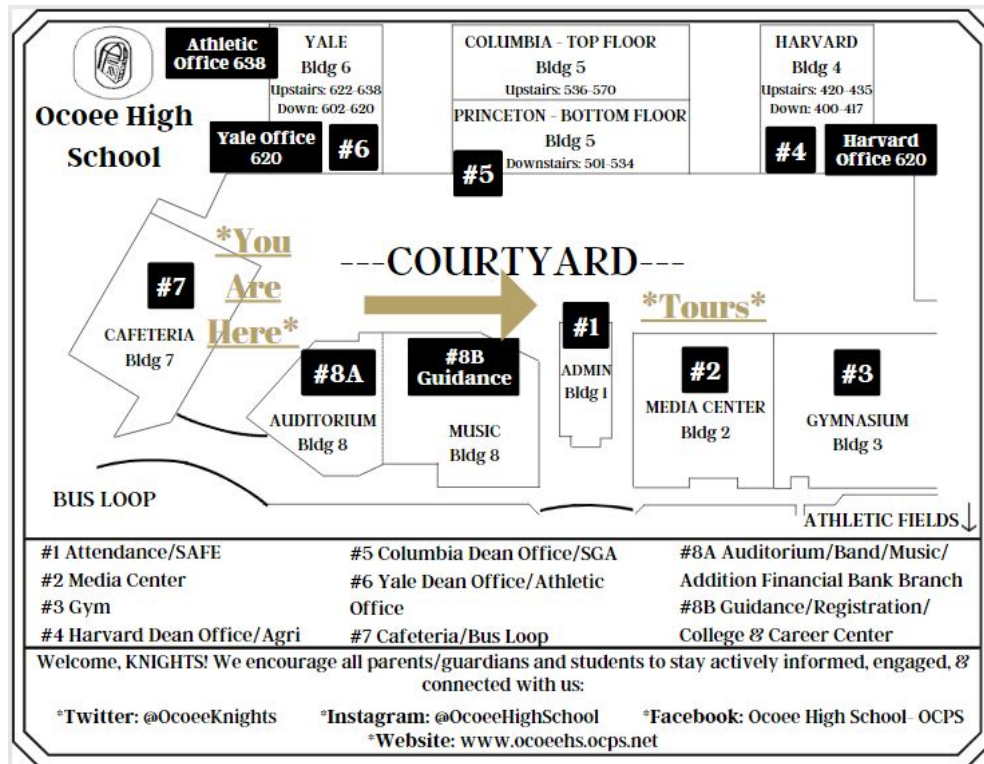 Ocoee High
School
Athletic
Office 638
YALE
Bldg 6
Upstairs: 622-638
Down: 602-620
Yale Office
620
#6
COLUMBIA - TOP FLOOR
Bldg 5
Upstairs: 536-570
PRINCETON - BOTTOM FLOOR
Bldg 5
Downstairs: 501-534
#5
HARVARD
Bldg 4
Upstairs: 420-435
Down: 400-417
#4
Harvard
Office 620
*You
Are
Here*
---COURTYARD---
*Tours*
#7
CAFETERIA
Bldg 7
#8A
AUDITORIUM
Bldg 8
#8B
Guidance
MUSIC
Bldg 8
#1
ADMIN
Bldg 1
#2
MEDIA CENTER
Bldg 2
#3
GYMNASIUM
Bldg 3
BUS LOOP
ATHLETIC FIELDS
#1 Attendance/SAFE
#2 Media Center
#3 Gym
#4 Harvard Dean Office/Agri
#5 Columbia Dean Office/SGA
#6 Yale Dean Office/Athletic
Office
#7 Cafeteria/Bus Loop
#8A Auditorium/Band/Music/
Addition Financial Bank Branch
#8B Guidance/Registration/
College & Career Center
Welcome, KNIGHTS! We encourage all parents/guardians and students to stay actively informed, engaged, &
connected with us:
*Twitter: @OcoeeKnights *Instagram: @OcoeeHighSchool *Facebook: Ocoee High School- OCPS
*Website: www.ocoeehs.ocps.net